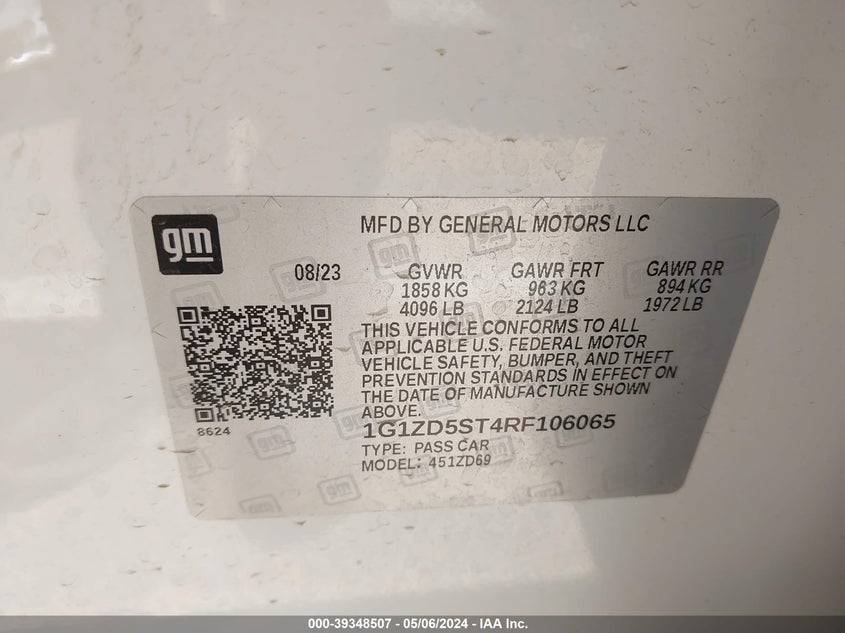 gm
MFD BY GENERAL MOTORS LLC
08/23 GVWR GAWR FRT GAWR RR
1858 KG 963 KG 894 KG
4096 LB 2124 LB 1972 LB
THIS VEHICLE CONFORMS TO ALL
APPLICABLE U.S. FEDERAL MOTOR
VEHICLE SAFETY, BUMPER, AND THEFT
PREVENTION STANDARDS IN EFFECT ON
THE DATE OF MANUFACTURE SHOWN
ABOVE.
8624
1G1ZD5ST4RF106065
TYPE: PASS CAR
MODEL: 451ZD69
000-39348507 - 05/06/2024 - IAA Inc.